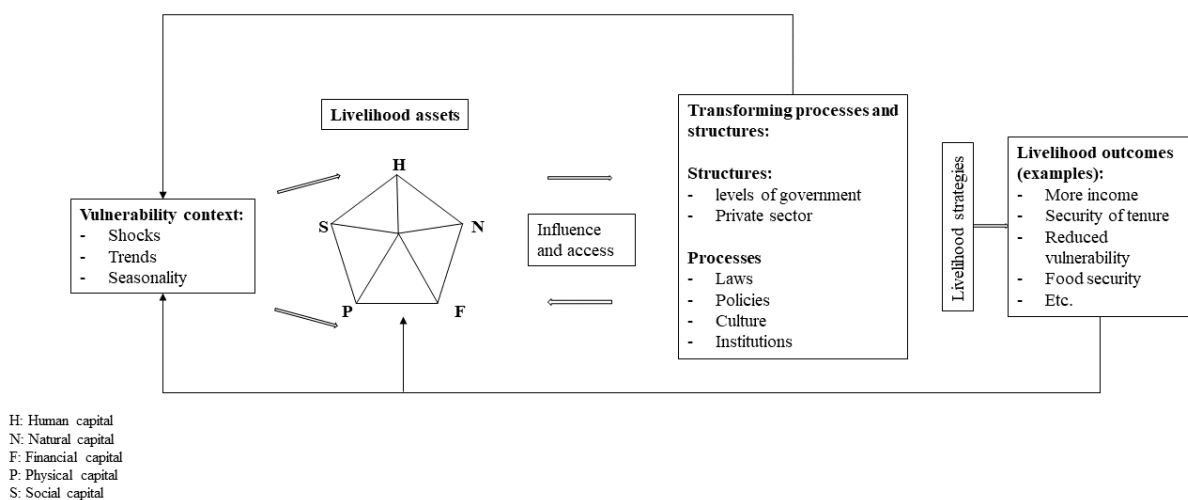 Livelihood assets
Vulnerability context:
- Shocks
- Trends
- Seasonality
H
S
N
P
F
Influence
and access
Transforming processes and
structures:
Structures:
- levels of government
- Private sector
Processes
- Laws
- Policies
- Culture
- Institutions
Livelihood strategies
Livelihood outcomes
(examples):
- More income
- Security of tenure
- Reduced
vulnerability
- Food security
- Etc.
H: Human capital
N: Natural capital
F: Financial capital
P: Physical capital
S: Social capital